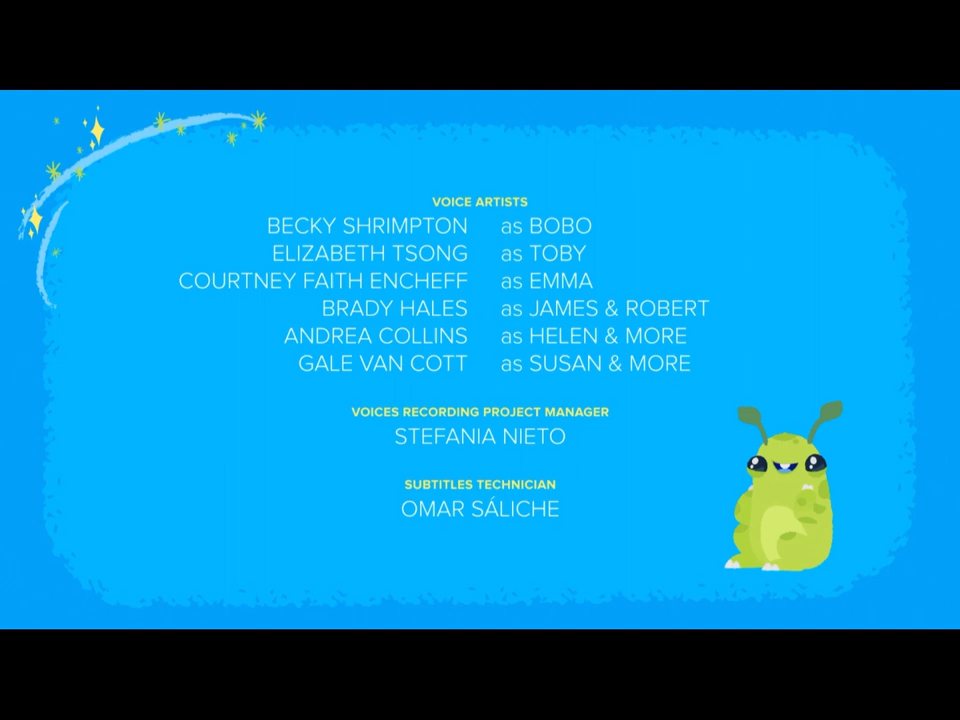 VOICE ARTISTS
BECKY SHRIMPTON as BOBO
ELIZABETH TSONG as TOBY
COURTNEY FAITH ENCHEFF as EMMA
BRADY HALES as JAMES & ROBERT
ANDREA COLLINS as HELEN & MORE
GALE VAN COTT as SUSAN & MORE
VOICES RECORDING PROJECT MANAGER
STEFANIA NIETO
SUBTITLES TECHNICIAN
OMAR SÁLICHE